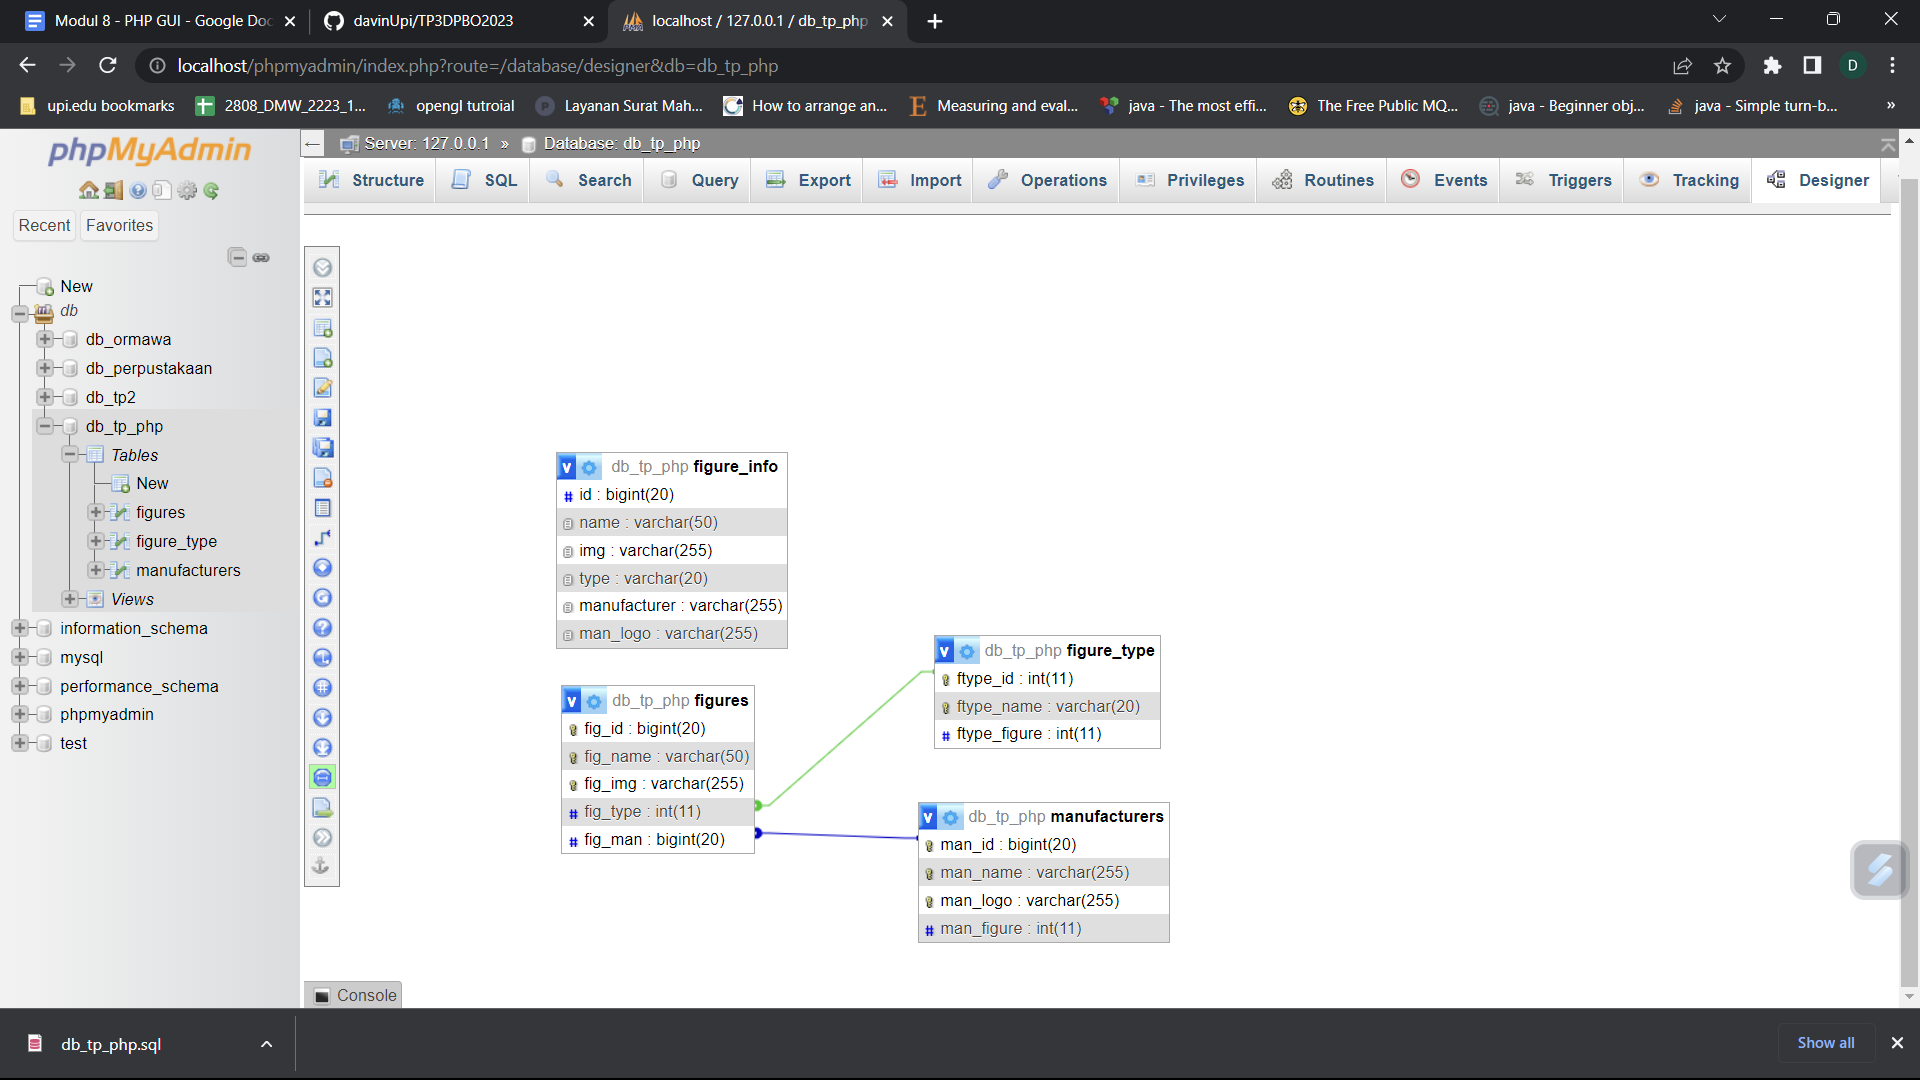 Modul 8 - PHP GUI - Google Doc
davinUpi/TP3DPBO2023
localhost / 127.0.0.1 / db_tp_php
localhost/phpmyadmin/index.php?route=/database/designer&db=db_tp_php
D
upi.edu bookmarks
2808_DMW_2223_1...
opengl tutroial
P
Layanan Surat Mah...
How to arrange an...
E
Measuring and eval...
java - The most effi...
The Free Public MQ...
java - Beginner obj...
java - Simple turn-b...
»
phpMyAdmin
Recent
Favorites
New
db
db_ormawa
db_perpustakaan
db_tp2
db_tp_php
Tables
New
figures
figure_type
manufacturers
Views
information_schema
mysql
performance_schema
phpmyadmin
test
Server: 127.0.0.1 » Database: db_tp_php
Structure
SQL
Search
Query
Export
Import
Operations
Privileges
Routines
Events
Triggers
Tracking
Designer
v db_tp_php figure_info
# id : bigint(20)
name : varchar(50)
img : varchar(255)
type : varchar(20)
manufacturer : varchar(255)
man_logo : varchar(255)
v db_tp_php figures
fig_id : bigint(20)
fig_name : varchar(50)
fig_img : varchar(255)
# fig_type : int(11)
# fig_man : bigint(20)
v db_tp_php figure_type
ftype_id : int(11)
ftype_name : varchar(20)
# ftype_figure : int(11)
v db_tp_php manufacturers
man_id : bigint(20)
man_name : varchar(255)
man_logo : varchar(255)
# man_figure : int(11)
Console
db_tp_php.sql
Show all